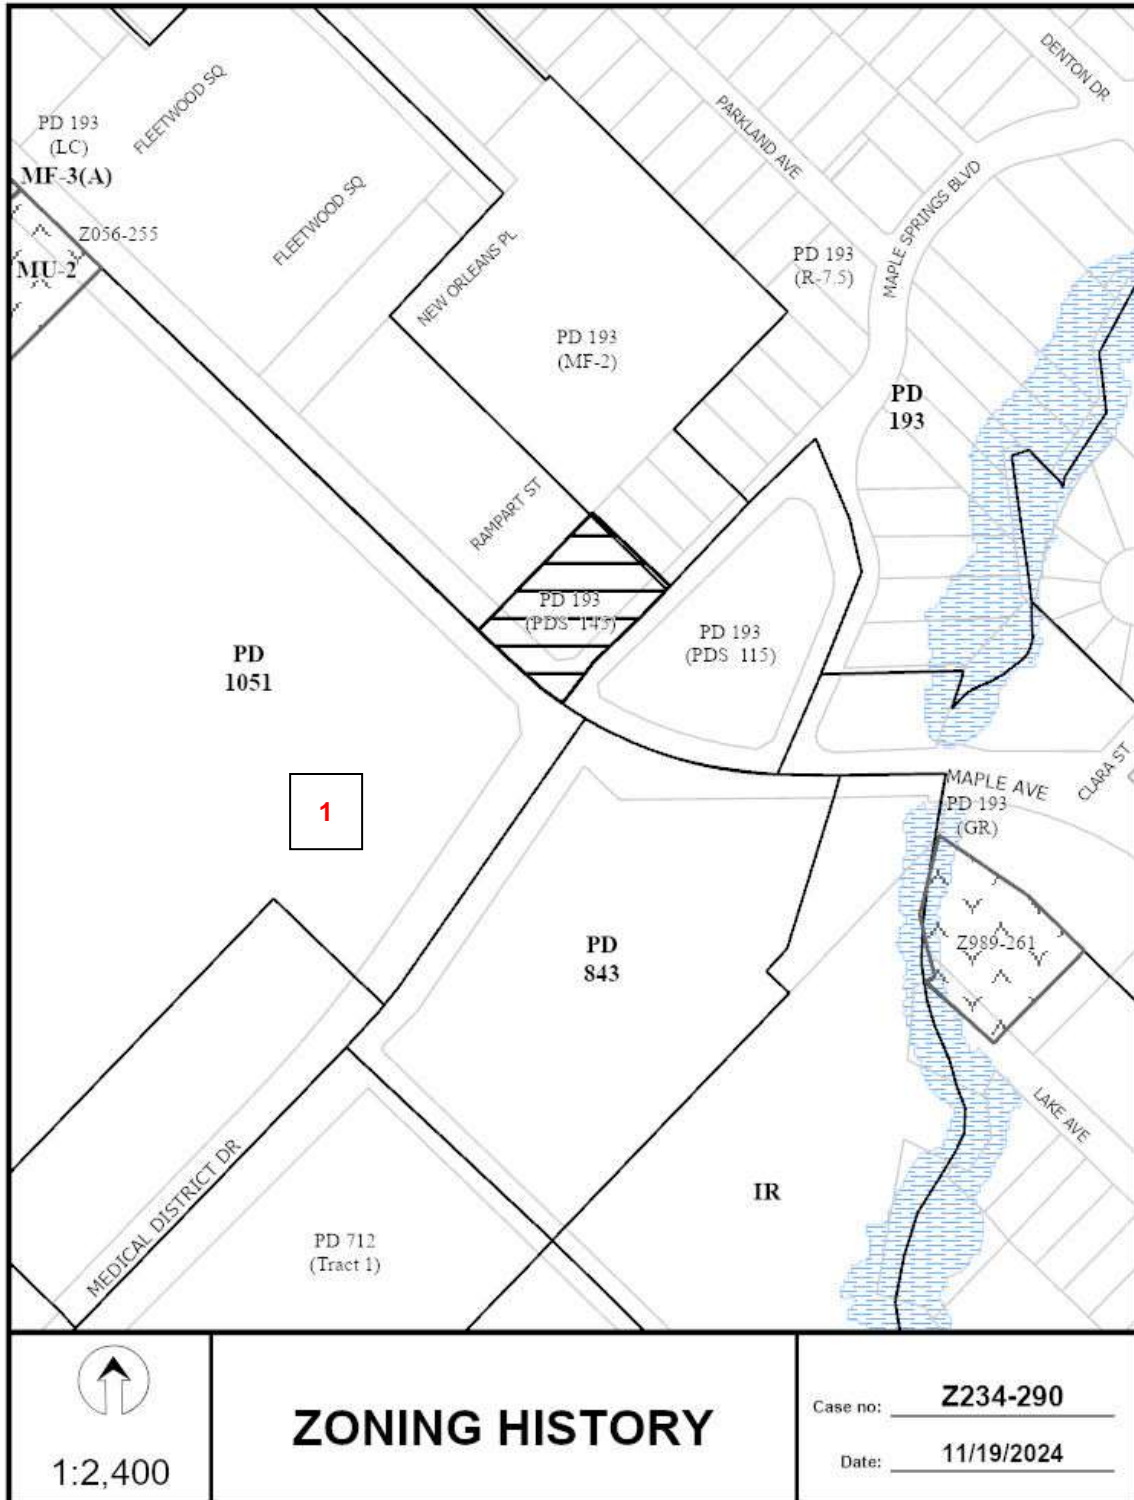 DENTON DR
FLEETWOOD SQ
PARKLAND AVE
PD 193
(LC)
MF-3(A)
FLEETWOOD SQ
MAPLE SPRINGS BLVD
Z056-255
MU-2
NEW ORLEANS PL
PD 193
(R-7.5)
PD 193
(MF-2)
PD
193
RAMPART ST
PD 193
(PDS 145)
PD 193
(PDS 115)
PD
1051
MAPLE AVE
CLARA ST
1
PD 193
(GR)
PD
843
Z989-261
LAKE AVE
IR
MEDICAL DISTRICT DR
PD 712
(Tract 1)
1:2,400
ZONING HISTORY
Case no: Z234-290
Date: 11/19/2024